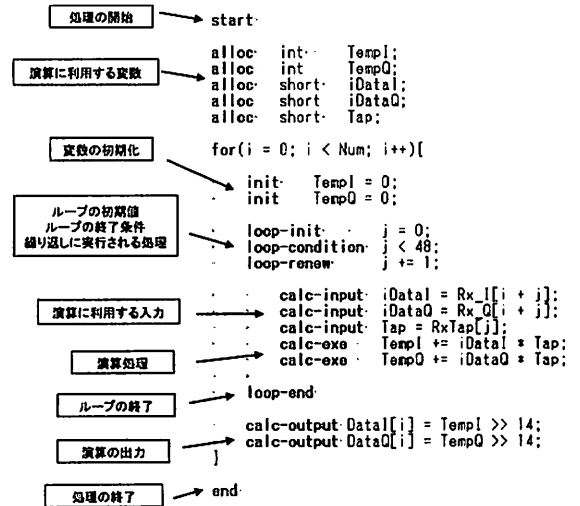 処理の開始
start
alloc int TempI;
演算に利用する変数
alloc int TempQ;
alloc short iDataI;
alloc short iDataQ;
alloc short Tap;
変数の初期化
for(i = 0; i < Num; i++){
init TempI = 0;
init TempQ = 0;
ループの初期値
ループの終了条件
繰り返しに実行される処理
loop-init j = 0;
loop-condition j < 48;
loop-renew j += 1;
演算に利用する入力
calc-input iDataI = Rx_I[i + j];
calc-input iDataQ = Rx_Q[i + j];
calc-input Tap = RxTap[j];
演算処理
calc-exe TempI += iDataI * Tap;
calc-exe TempQ += iDataQ * Tap;
ループの終了
loop-end
演算の出力
calc-output DataI[i] = TempI >> 14;
calc-output DataQ[i] = TempQ >> 14;
}
処理の終了
end